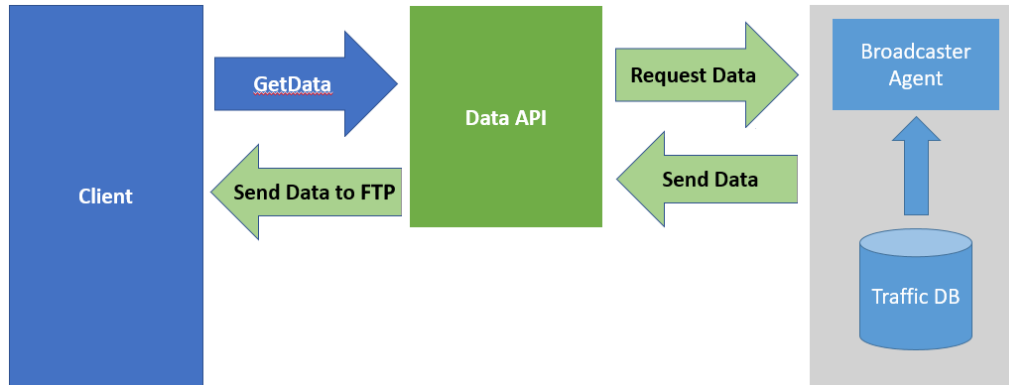 Client
GetData
Send Data to FTP
Data API
Request Data
Send Data
Broadcaster
Agent
Traffic DB